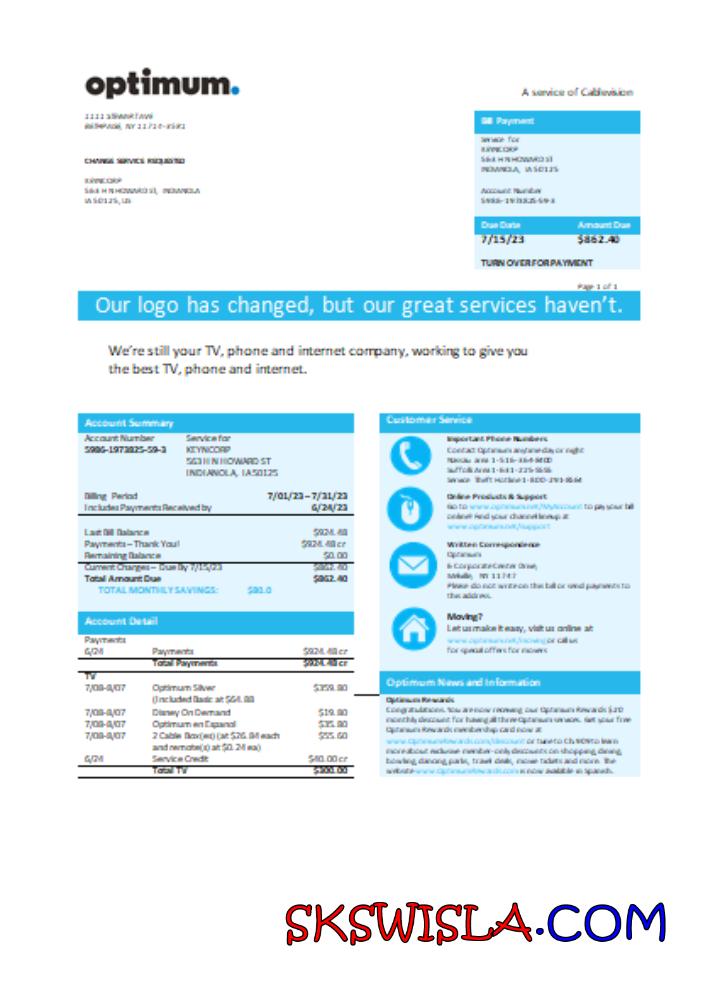 optimum.
A service of Cablevision
1111 STEWART AVE
BETHPAGE, NY 11714-3581
CHANGE SERVICE REQUESTED
KEYNCORP
563 H N HOWARD ST, INDIANOLA
IA 50125, US
Bill Payment
Service for
KEYNCORP
563 H N HOWARD ST
INDIANOLA, IA 50125
Account Number
5986-1973825-59-3
Due Date Amount Due
7/15/23 $862.40
TURN OVER FOR PAYMENT
Page 1 of 1
Our logo has changed, but our great services haven't.
We're still your TV, phone and internet company, working to give you
the best TV, phone and internet.
Account Summary
Account Number Service for
5986-1973825-59-3 KEYNCORP
563 H N HOWARD ST
INDIANOLA, IA 50125
Billing Period 7/01/23 – 7/31/23
Includes Payments Received by 6/24/23
Last Bill Balance $924.48
Payments – Thank You! $924.48 cr
Remaining Balance $0.00
Current Charges – Due By 7/15/23 $862.40
Total Amount Due $862.40
TOTAL MONTHLY SAVINGS: $80.0
Account Detail
Payments
6/24 Payments $924.48 cr
Total Payments $924.48 cr
TV
7/08-8/07 Optimum Silver $359.80
(Included Basic at $64.88
7/08-8/07 Disney On Demand $19.80
7/08-8/07 Optimum en Espanol $35.80
7/08-8/07 2 Cable Box(es) (at $26.84 each $55.60
and remote(s) at $0.24 ea)
6/24 Service Credit $40.00 cr
Total TV $300.00
Customer Service
Important Phone Numbers
Contact Optimum anytime day or night
Nassau area 1-516-364-8400
Suffolk Area 1-631-225-5555
Service Theft Hotline 1-800-291-8564
Online Products & Support
Go to www.optimum.net/MyAccount to pay your bill
online! Find your channel lineup at
www.optimum.net/support
Written Correspondence
Optimum
6 Corporate Center Drive,
Melville, NY 11747
Please do not write on this bill or send payments to
this address.
Moving?
Let us make it easy, visit us online at
www.optimum.net/moving or call us
for special offers for movers
Optimum News and Information
Optimum Rewards
Congratulations. You are now receiving our Optimum Rewards $20
monthly discount for having all three Optimum services. Get your free
Optimum Rewards membership card now at
www.OptimumRewards.com/discount or tune to Ch.909 to learn
more about exclusive member-only discounts on shopping, dining,
bowling, dancing, parks, travel deals, movie tickets and more. The
website www.OptimumRewards.com is now available in Spanish.
SKSWISLA.COM